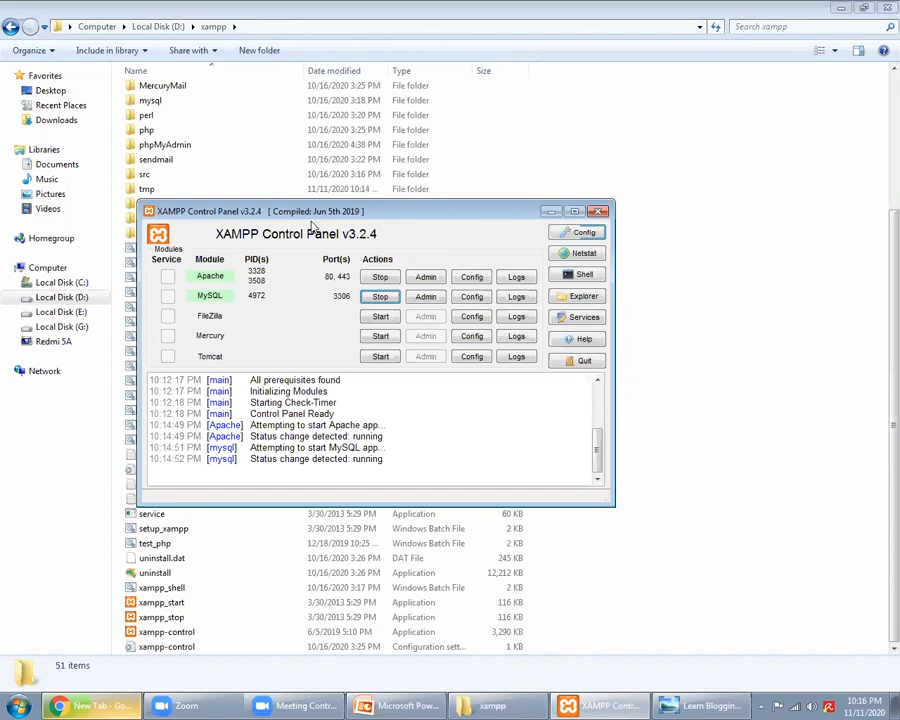 Computer
Local Disk (D:)
xampp
Search xampp
Organize
Include in library
Share with
New folder
Name
Date modified
Type
Size
Favorites
Desktop
Recent Places
Downloads
Libraries
Documents
Music
Pictures
Videos
Homegroup
Computer
Local Disk (C:)
Local Disk (D:)
Local Disk (E:)
Local Disk (G:)
Redmi 5A
Network
MercuryMail 10/16/2020 3:25 PM File folder
mysql 10/16/2020 3:18 PM File folder
perl 10/16/2020 3:20 PM File folder
php 10/16/2020 3:25 PM File folder
phpMyAdmin 10/16/2020 4:38 PM File folder
sendmail 10/16/2020 3:22 PM File folder
src 10/16/2020 3:24 PM File folder
tmp 11/11/2020 10:14 ... File folder
XAMPP Control Panel v3.2.4 [ Compiled: Jun 5th 2019 ]
XAMPP Control Panel v3.2.4
Modules
Service Module PID(s) Port(s) Actions
Apache 3328 3508 80, 443 Stop Admin Config Logs
MySQL 4972 3306 Stop Admin Config Logs
FileZilla Start Admin Config Logs
Mercury Start Admin Config Logs
Tomcat Start Admin Config Logs
Config
Netstat
Shell
Explorer
Services
Help
Quit
10:12:17 PM [main] All prerequisites found
10:12:17 PM [main] Initializing Modules
10:12:18 PM [main] Starting Check-Timer
10:12:18 PM [main] Control Panel Ready
10:14:49 PM [Apache] Attempting to start Apache app...
10:14:49 PM [Apache] Status change detected: running
10:14:51 PM [mysql] Attempting to start MySQL app...
10:14:52 PM [mysql] Status change detected: running
service 3/30/2013 5:29 PM Application 60 KB
setup_xampp 3/30/2013 5:29 PM Windows Batch File 2 KB
test_php 12/18/2019 10:25 ... Windows Batch File 2 KB
uninstall.dat 10/16/2020 3:26 PM DAT File 245 KB
uninstall 10/16/2020 3:26 PM Application 12,212 KB
xampp_shell 10/16/2020 3:17 PM Windows Batch File 2 KB
xampp_start 3/30/2013 5:29 PM Application 116 KB
xampp_stop 3/30/2013 5:29 PM Application 116 KB
xampp-control 6/5/2019 5:10 PM Application 3,290 KB
xampp-control 10/16/2020 3:25 PM Configuration sett... 1 KB
51 items
New Tab - Go...
Zoom
Meeting Contr...
Microsoft Pow...
xampp
XAMPP Contr...
Learn Bloggin...
10:16 PM
11/11/2020